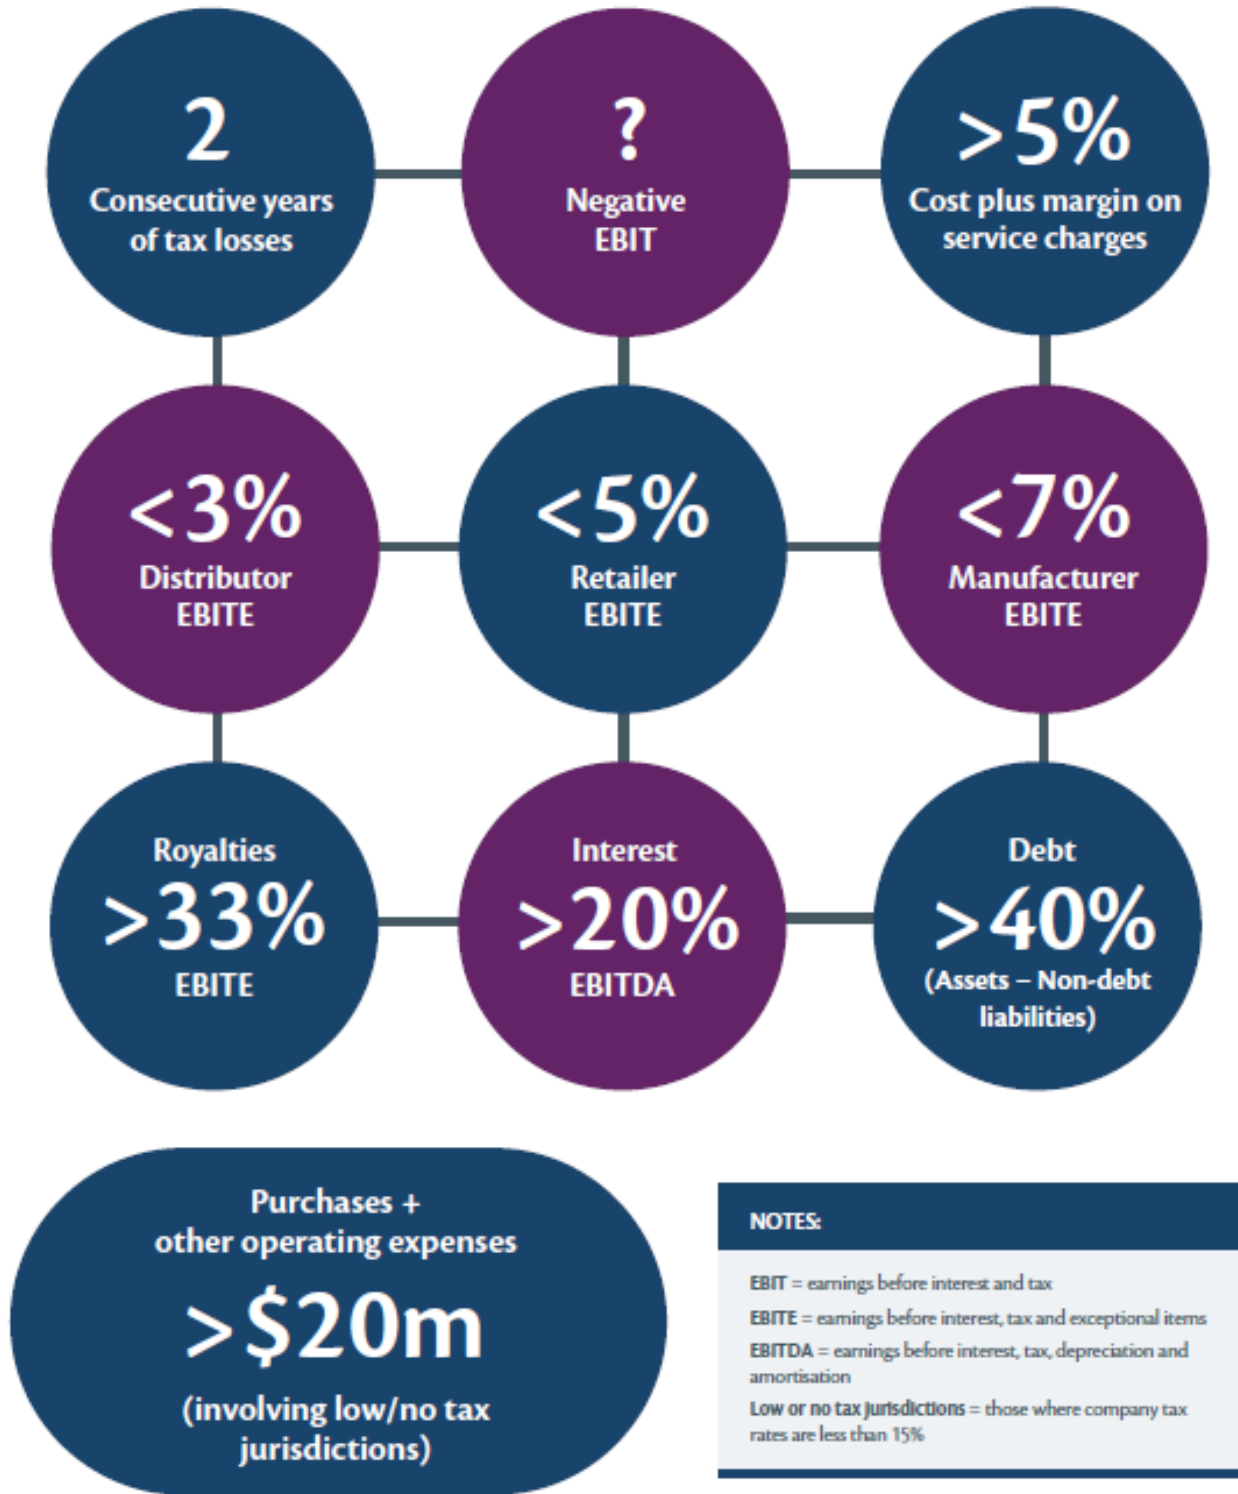 2
Consecutive years
of tax losses
?
Negative
EBIT
>5%
Cost plus margin on
service charges
<3%
Distributor
EBITE
<5%
Retailer
EBITE
<7%
Manufacturer
EBITE
Royalties
>33%
EBITE
Interest
>20%
EBITDA
Debt
>40%
(Assets – Non-debt
liabilities)
Purchases +
other operating expenses
>$20m
(involving low/no tax
jurisdictions)
NOTES:
EBIT = earnings before interest and tax
EBITE = earnings before interest, tax and exceptional items
EBITDA = earnings before interest, tax, depreciation and
amortisation
Low or no tax jurisdictions = those where company tax
rates are less than 15%